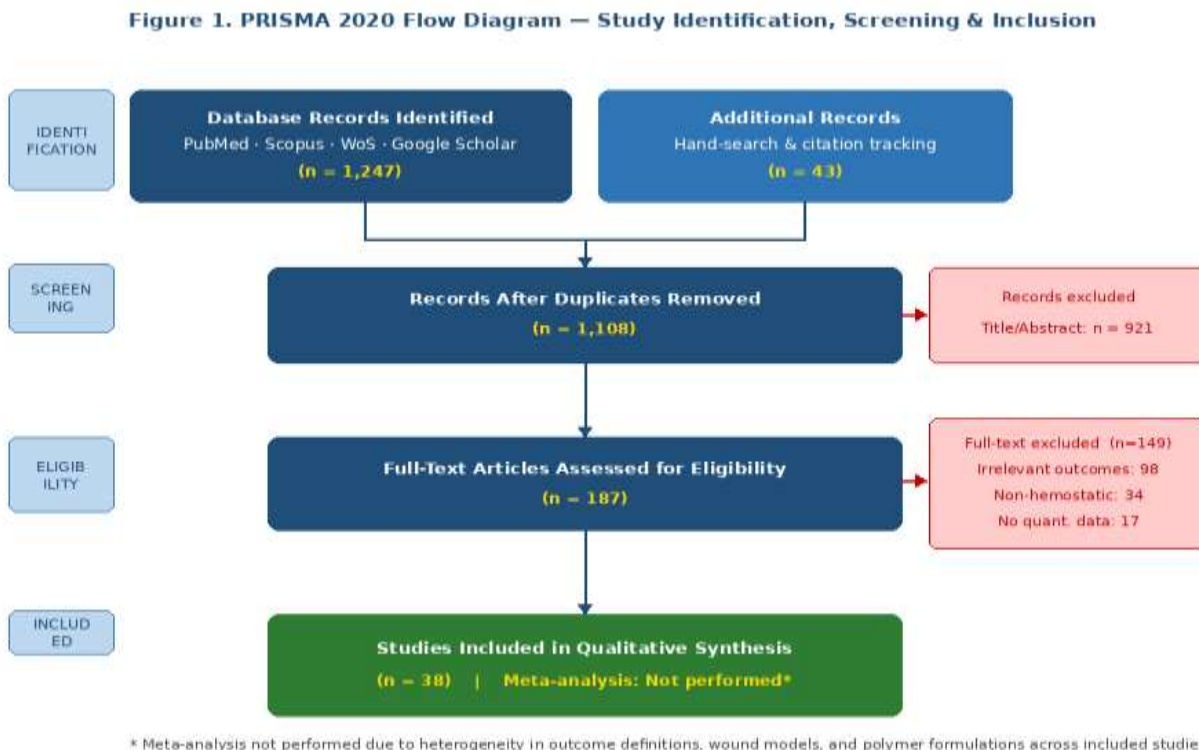 Figure 1. PRISMA 2020 Flow Diagram — Study Identification, Screening & Inclusion
IDENTI
FICATION
Database Records Identified
PubMed · Scopus · WoS · Google Scholar
(n = 1,247)
Additional Records
Hand-search & citation tracking
(n = 43)
SCREEN
ING
Records After Duplicates Removed
(n = 1,108)
Records excluded
Title/Abstract: n = 921
ELIGIB
ILITY
Full-Text Articles Assessed for Eligibility
(n = 187)
Full-text excluded (n=149)
Irrelevant outcomes: 98
Non-hemostatic: 34
No quant. data: 17
INCLUD
ED
Studies Included in Qualitative Synthesis
(n = 38) | Meta-analysis: Not performed*
* Meta-analysis not performed due to heterogeneity in outcome definitions, wound models, and polymer formulations across included